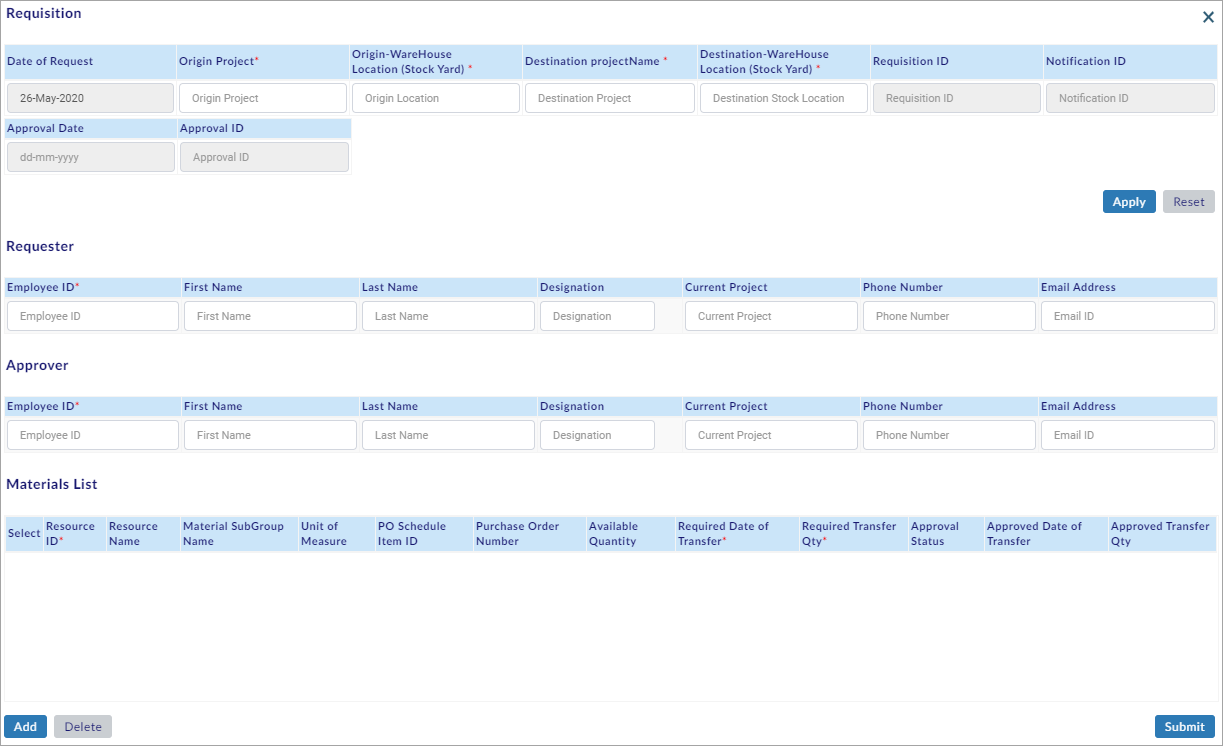 Requisition
Date of Request Origin Project* Origin-WareHouse Location (Stock Yard) * Destination projectName * Destination-WareHouse Location (Stock Yard) * Requisition ID Notification ID
26-May-2020 Origin Project Origin Location Destination Project Destination Stock Location Requisition ID Notification ID
Approval Date Approval ID
dd-mm-yyyy Approval ID
Apply Reset
Requester
Employee ID* First Name Last Name Designation Current Project Phone Number Email Address
Employee ID First Name Last Name Designation Current Project Phone Number Email ID
Approver
Employee ID* First Name Last Name Designation Current Project Phone Number Email Address
Employee ID First Name Last Name Designation Current Project Phone Number Email ID
Materials List
Select Resource ID* Resource Name Material SubGroup Name Unit of Measure PO Schedule Item ID Purchase Order Number Available Quantity Required Date of Transfer* Required Transfer Qty* Approval Status Approved Date of Transfer Approved Transfer Qty
Add Delete Submit